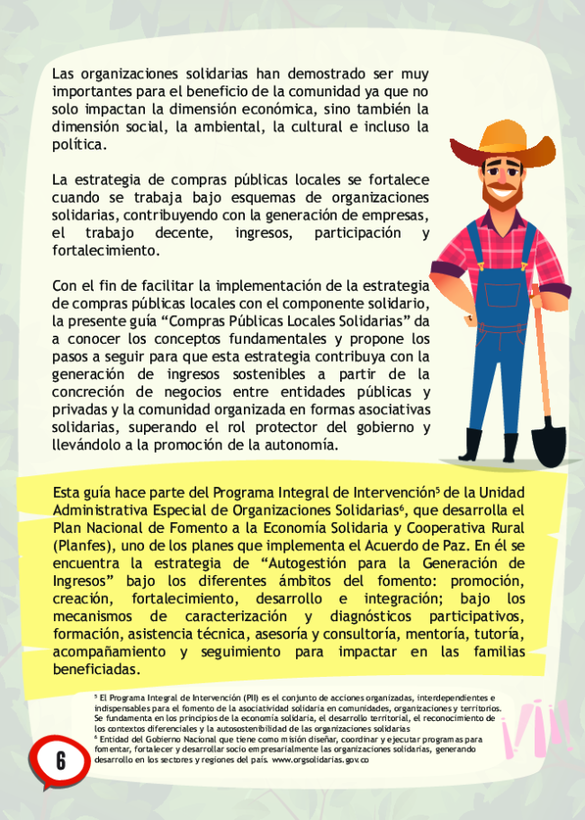 Las organizaciones solidarias han demostrado ser muy
importantes para el beneficio de la comunidad ya que no
solo impactan la dimensión económica, sino también la
dimensión social, la ambiental, la cultural e incluso la
política.
La estrategia de compras públicas locales se fortalece
cuando se trabaja bajo esquemas de organizaciones
solidarias, contribuyendo con la generación de empresas,
el trabajo decente, ingresos, participación y
fortalecimiento.
Con el fin de facilitar la implementación de la estrategia
de compras públicas locales con el componente solidario,
la presente guía “Compras Públicas Locales Solidarias” da
a conocer los conceptos fundamentales y propone los
pasos a seguir para que esta estrategia contribuya con la
generación de ingresos sostenibles a partir de la
concreción de negocios entre entidades públicas y
privadas y la comunidad organizada en formas asociativas
solidarias, superando el rol protector del gobierno y
llevándolo a la promoción de la autonomía.
Esta guía hace parte del Programa Integral de Intervención⁵ de la Unidad
Administrativa Especial de Organizaciones Solidarias⁶, que desarrolla el
Plan Nacional de Fomento a la Economía Solidaria y Cooperativa Rural
(Planfes), uno de los planes que implementa el Acuerdo de Paz. En él se
encuentra la estrategia de “Autogestión para la Generación de
Ingresos” bajo los diferentes ámbitos del fomento: promoción,
creación, fortalecimiento, desarrollo e integración; bajo los
mecanismos de caracterización y diagnósticos participativos,
formación, asistencia técnica, asesoría y consultoría, mentoría, tutoría,
acompañamiento y seguimiento para impactar en las familias
beneficiadas.
⁵ El Programa Integral de Intervención (PII) es el conjunto de acciones organizadas, interdependientes e
indispensables para el fomento de la asociatividad solidaria en comunidades, organizaciones y territorios.
Se fundamenta en los principios de la economía solidaria, el desarrollo territorial, el reconocimiento de
los contextos diferenciales y la autosostenibilidad de las organizaciones solidarias
⁶ Entidad del Gobierno Nacional que tiene como misión diseñar, coordinar y ejecutar programas para
fomentar, fortalecer y desarrollar socio empresarialmente las organizaciones solidarias, generando
desarrollo en los sectores y regiones del país. www.orgsolidarias.gov.co
6